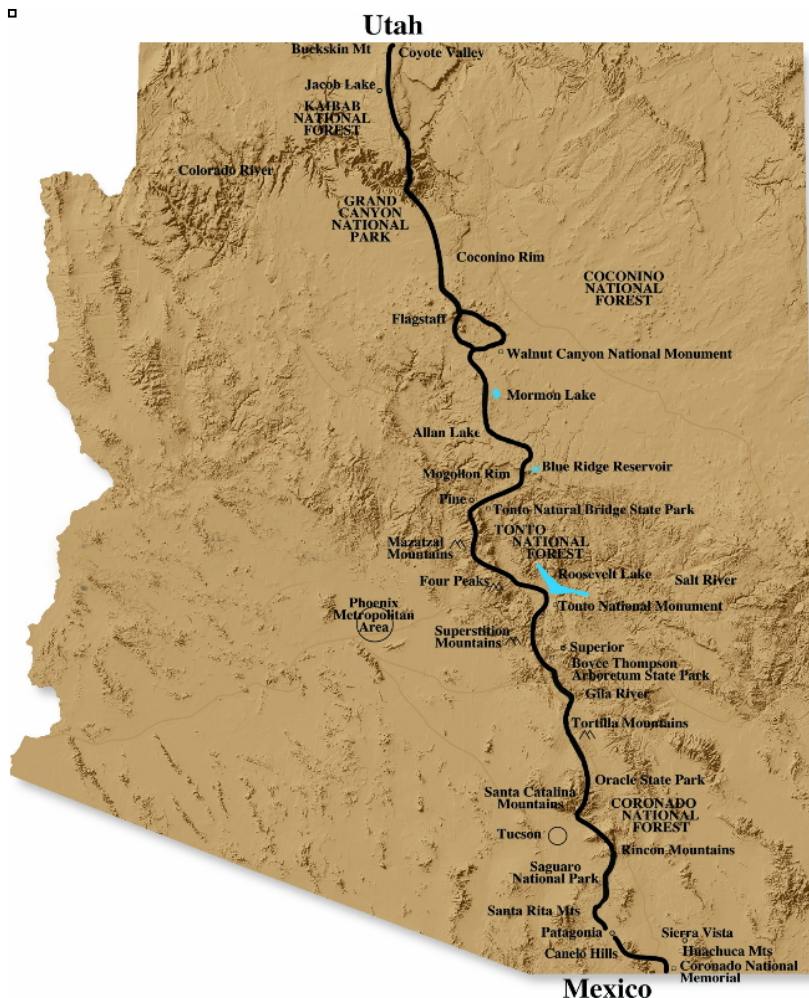 Utah
Buckskin Mt
Coyote Valley
Jacob Lake
KAIBAB
NATIONAL
FOREST
Colorado River
GRAND
CANYON
NATIONAL
PARK
Coconino Rim
COCONINO
NATIONAL
FOREST
Flagstaff
Walnut Canyon National Monument
Mormon Lake
Allan Lake
Blue Ridge Reservoir
Mogollon Rim
Pine
Tonto Natural Bridge State Park
TONTO
NATIONAL
FOREST
Mazatzal
Mountains
Roosevelt Lake
Four Peaks
Salt River
Phoenix
Metropolitan
Area
Tonto National Monument
Superstition
Mountains
Superior
Boyce Thompson
Arboretum State Park
Gila River
Tortilla Mountains
Oracle State Park
Santa Catalina
Mountains
CORONADO
NATIONAL
FOREST
Tucson
Rincon Mountains
Saguaro
National Park
Santa Rita Mts
Patagonia
Sierra Vista
Canelo Hills
Huachuca Mts
Coronado National
Memorial
Mexico